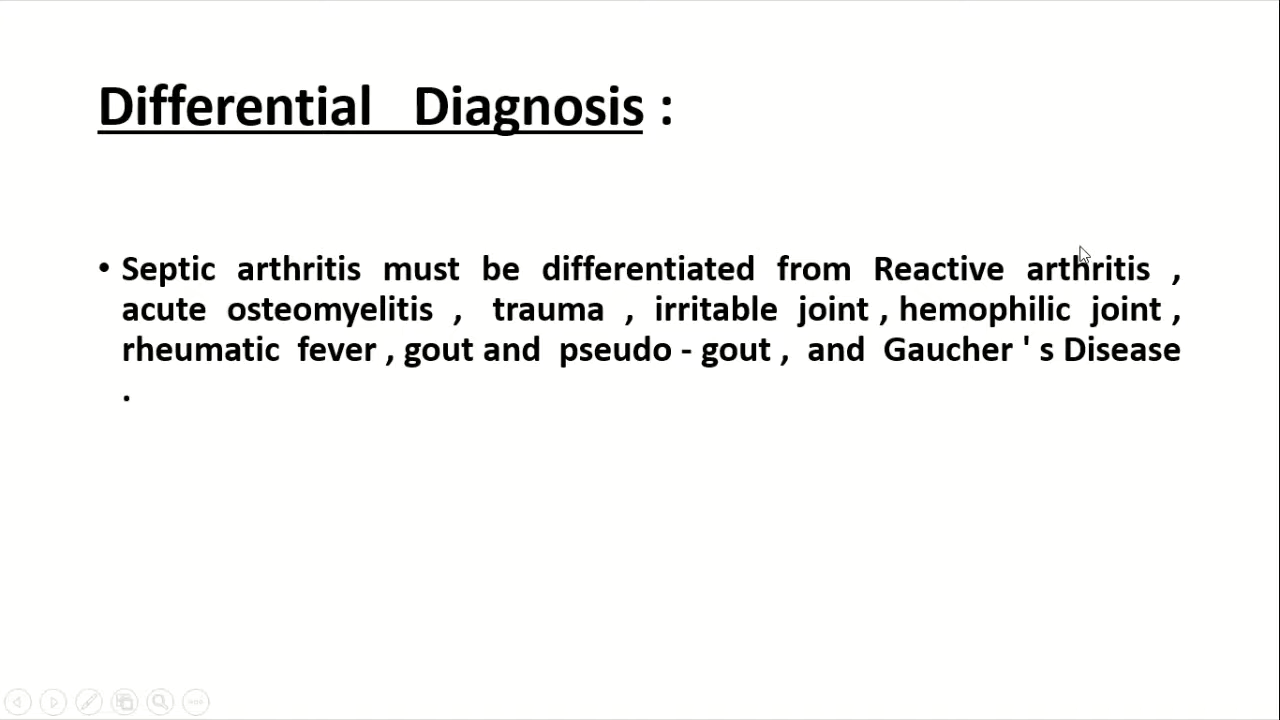 Differential Diagnosis :
• Septic arthritis must be differentiated from Reactive arthritis ,
acute osteomyelitis , trauma , irritable joint , hemophilic joint ,
rheumatic fever , gout and pseudo - gout , and Gaucher ' s Disease
.